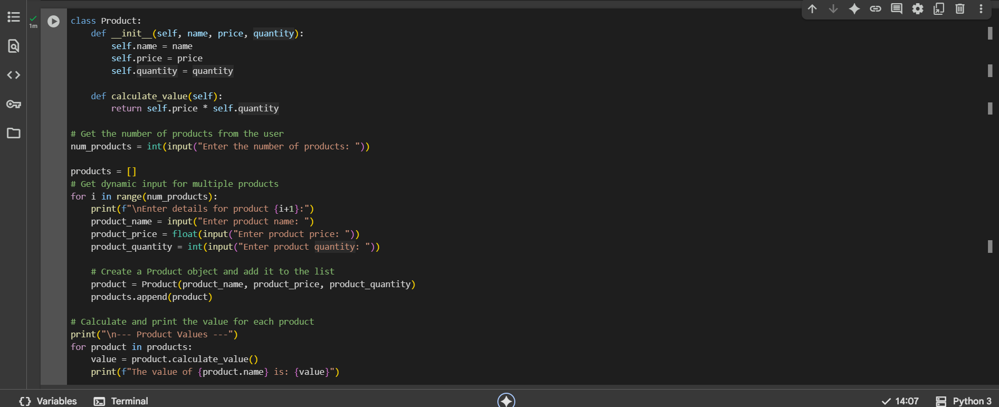 1m
class Product:
    def __init__(self, name, price, quantity):
        self.name = name
        self.price = price
        self.quantity = quantity

    def calculate_value(self):
        return self.price * self.quantity

# Get the number of products from the user
num_products = int(input("Enter the number of products: "))

products = []
# Get dynamic input for multiple products
for i in range(num_products):
    print(f"\nEnter details for product {i+1}:")
    product_name = input("Enter product name: ")
    product_price = float(input("Enter product price: "))
    product_quantity = int(input("Enter product quantity: "))

    # Create a Product object and add it to the list
    product = Product(product_name, product_price, product_quantity)
    products.append(product)

# Calculate and print the value for each product
print("\n--- Product Values ---")
for product in products:
    value = product.calculate_value()
    print(f"The value of {product.name} is: {value}")
Variables Terminal 14:07 Python 3